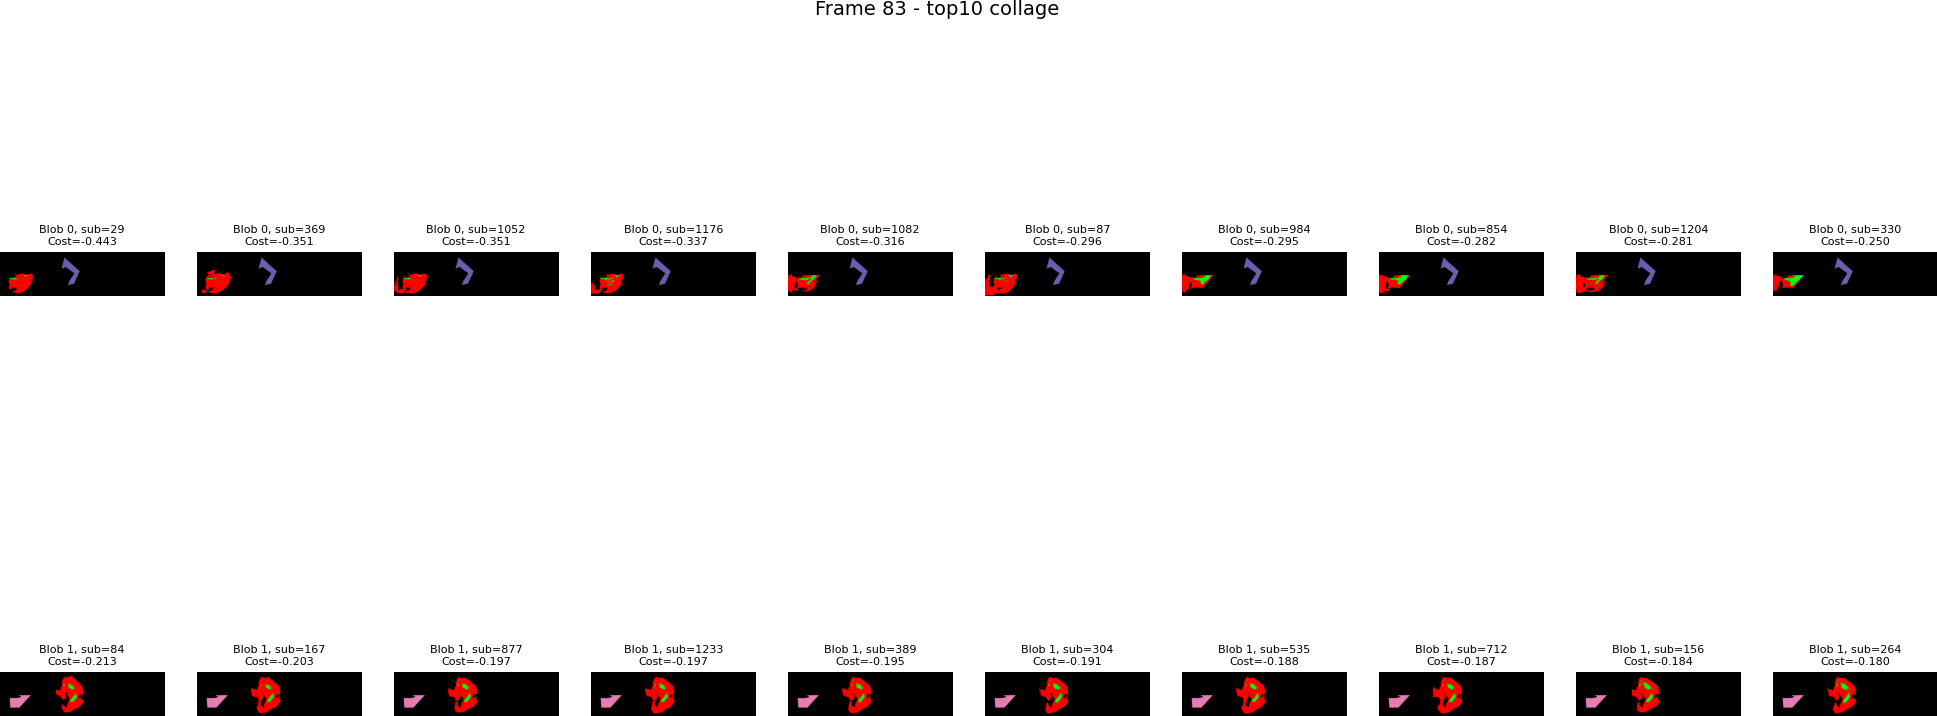 Frame 83 - top10 collage
Blob 0, sub=29
Cost=-0.443
Blob 0, sub=369
Cost=-0.351
Blob 0, sub=1052
Cost=-0.351
Blob 0, sub=1176
Cost=-0.337
Blob 0, sub=1082
Cost=-0.316
Blob 0, sub=87
Cost=-0.296
Blob 0, sub=984
Cost=-0.295
Blob 0, sub=854
Cost=-0.282
Blob 0, sub=1204
Cost=-0.281
Blob 0, sub=330
Cost=-0.250
Blob 1, sub=84
Cost=-0.213
Blob 1, sub=167
Cost=-0.203
Blob 1, sub=877
Cost=-0.197
Blob 1, sub=1233
Cost=-0.197
Blob 1, sub=389
Cost=-0.195
Blob 1, sub=304
Cost=-0.191
Blob 1, sub=535
Cost=-0.188
Blob 1, sub=712
Cost=-0.187
Blob 1, sub=156
Cost=-0.184
Blob 1, sub=264
Cost=-0.180